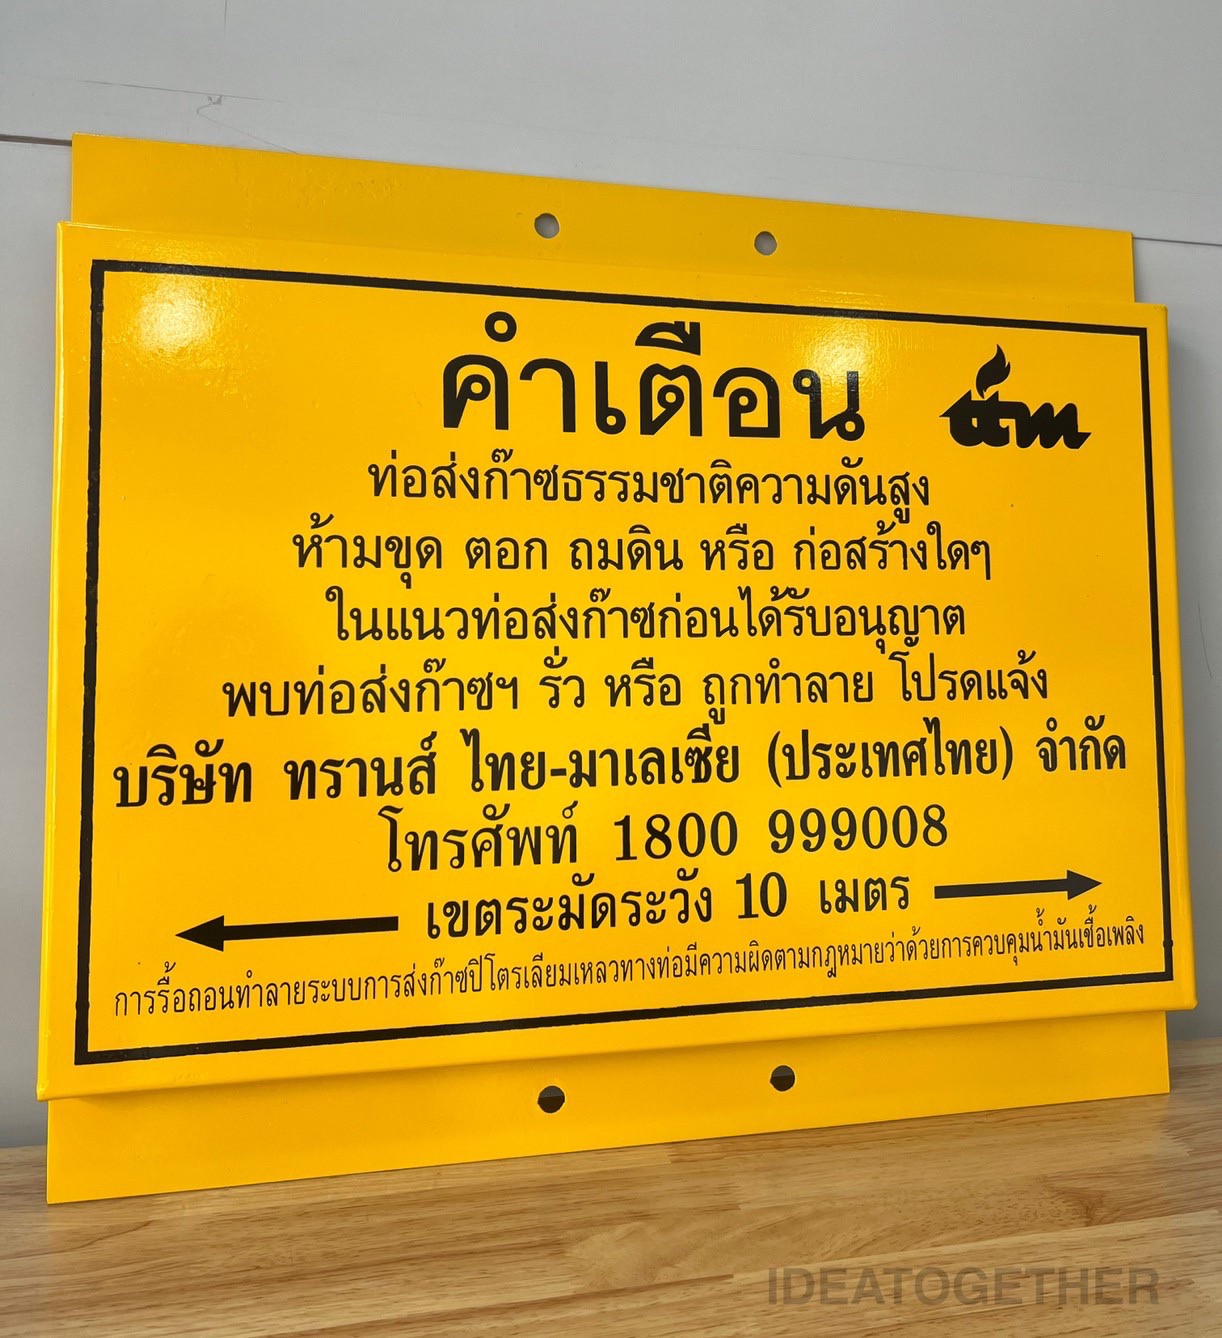 คำเตือน
ttm
ท่อส่งก๊าซธรรมชาติความดันสูง
ห้ามขุด ตอก ถมดิน หรือ ก่อสร้างใดๆ
ในแนวท่อส่งก๊าซก่อนได้รับอนุญาต
พบท่อส่งก๊าซฯ รั่ว หรือ ถูกทำลาย โปรดแจ้ง
บริษัท ทรานส์ ไทย-มาเลเซีย (ประเทศไทย) จำกัด
โทรศัพท์ 1800 999008
เขตระมัดระวัง 10 เมตร
การรื้อถอนทำลายระบบการส่งก๊าซปิโตรเลียมเหลวทางท่อมีความผิดตามกฎหมายว่าด้วยการควบคุมน้ำมันเชื้อเพลิง
IDEATOGETHER